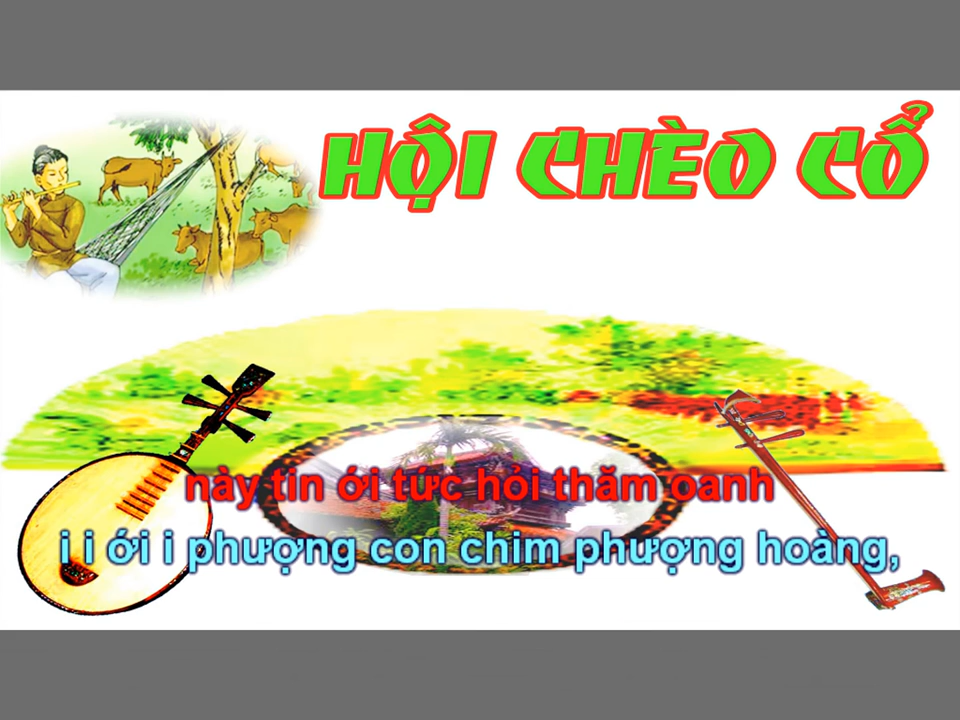 HỘI CHÈO CỔ
này tin ới tức hỏi thăm oanh
i i ới i phượng con chim phượng hoàng,